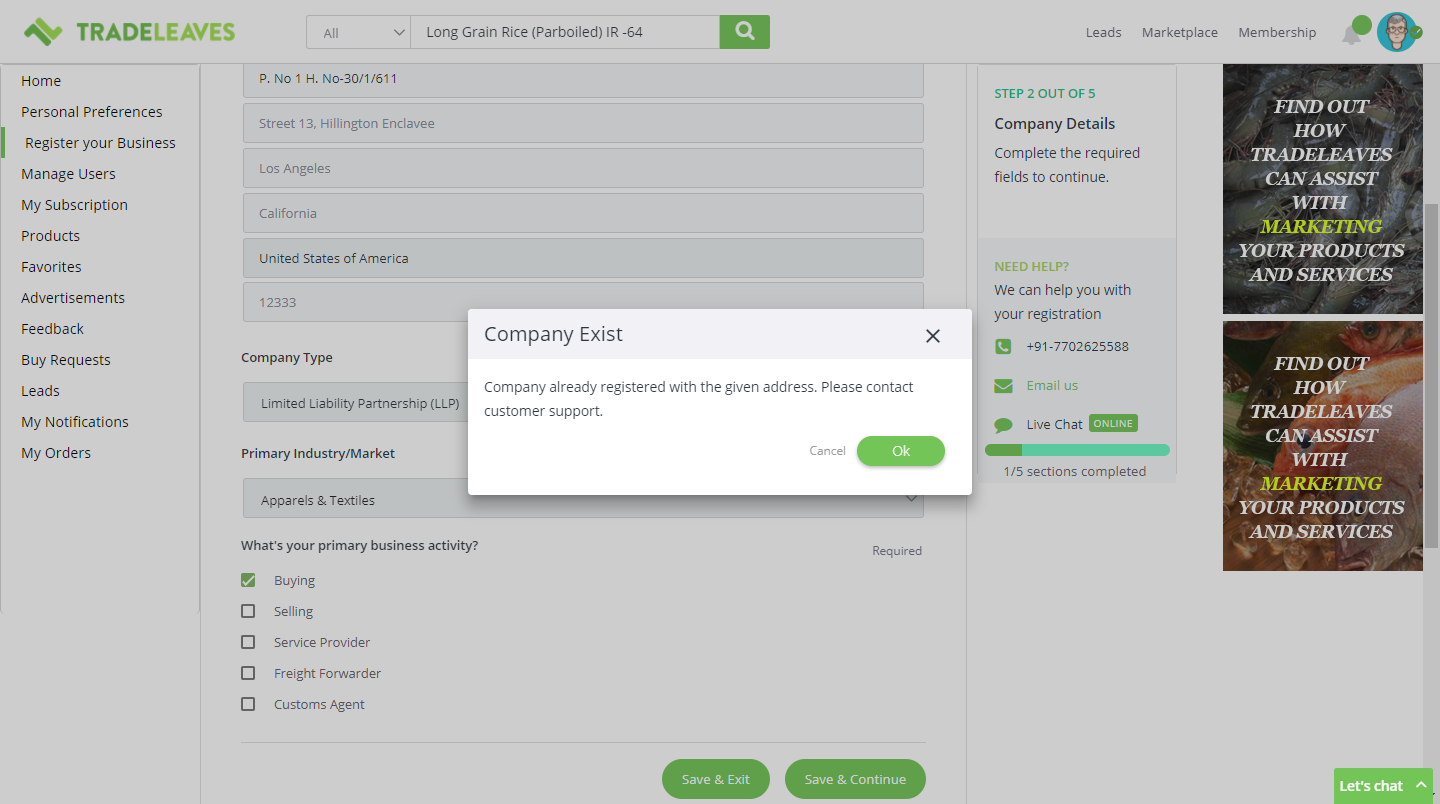 TRADELEAVES
All
Long Grain Rice (Parboiled) IR -64
Leads
Marketplace
Membership
Home
Personal Preferences
Register your Business
Manage Users
My Subscription
Products
Favorites
Advertisements
Feedback
Buy Requests
Leads
My Notifications
My Orders
P. No 1 H. No-30/1/611
Street 13, Hillington Enclavee
Los Angeles
California
United States of America
12333
Company Type
Limited Liability Partnership (LLP)
Primary Industry/Market
Apparels & Textiles
What's your primary business activity?
Required
Buying
Selling
Service Provider
Freight Forwarder
Customs Agent
Save & Exit
Save & Continue
Company Exist
Company already registered with the given address. Please contact
customer support.
Cancel
Ok
STEP 2 OUT OF 5
Company Details
Complete the required
fields to continue.
NEED HELP?
We can help you with
your registration
+91-7702625588
Email us
Live Chat
ONLINE
1/5 sections completed
FIND OUT
HOW
TRADELEAVES
CAN ASSIST
WITH
MARKETING
YOUR PRODUCTS
AND SERVICES
FIND OUT
HOW
TRADELEAVES
CAN ASSIST
WITH
MARKETING
YOUR PRODUCTS
AND SERVICES
Let's chat